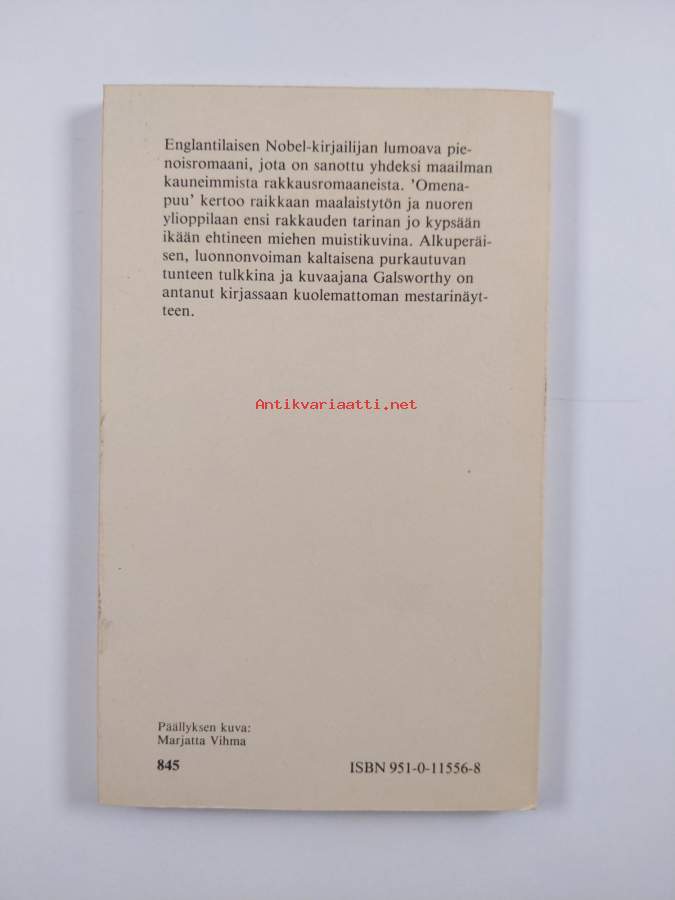 Englantilaisen Nobel-kirjailijan lumoava pie-
noisromaani, jota on sanottu yhdeksi maailman
kauneimmista rakkausromaaneista. 'Omena-
puu' kertoo raikkaan maalaistytön ja nuoren
ylioppilaan ensi rakkauden tarinan jo kypsään
ikään ehtineen miehen muistikuvina. Alkuperäi-
sen, luonnonvoiman kaltaisena purkautuvan
tunteen tulkkina ja kuvaajana Galsworthy on
antanut kirjassaan kuolemattoman mestarinäyt-
teen.
Antikvariaatti.net
Päällyksen kuva:
Marjatta Vihma
845
ISBN 951-0-11556-8